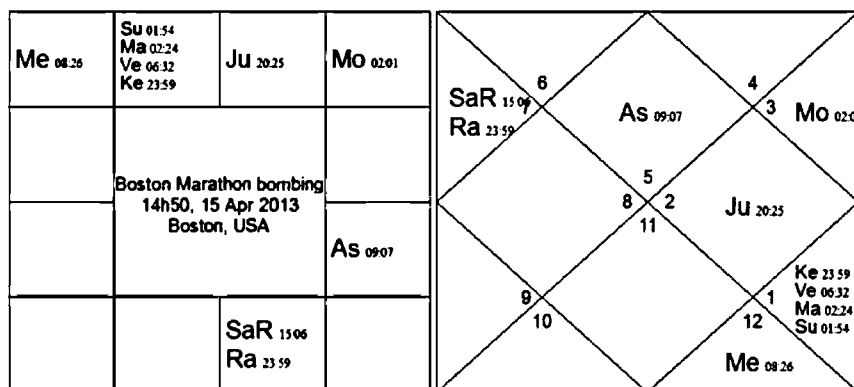 Me 08:26
Su 01:54
Ma 02:24
Ve 06:32
Ke 23:59
Ju 20:25
Mo 02:01
Boston Marathon bombing
14h50, 15 Apr 2013
Boston, USA
As 09:07
SaR 15 06
Ra 23 59
6
4
SaR 15 06
7
Ra 23:59
As 09:07
3
Mo 02:0
5
8
2
11
Ju 20:25
9
10
1
12
Ke 23 59
Ve 06:32
Ma 02:24
Su 01:54
Me 08:26